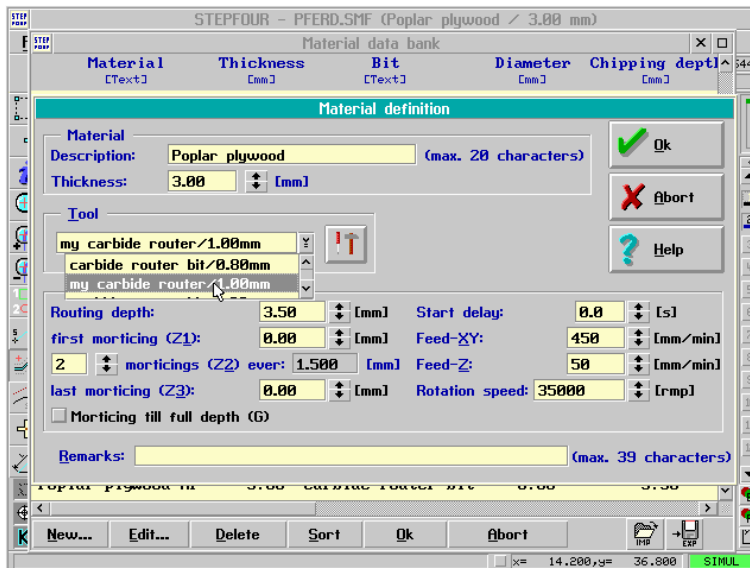 STEP FOUR STEPFOUR - PFERD.SMF (Poplar plywood / 3.00 mm)
STEP FOUR Material data bank
Material Thickness Bit Diameter Chipping dept
[Text] [mm] [Text] [mm] [mm]
Material definition
Material
Description: Poplar plywood (max. 20 characters)
Thickness: 3.00 [mm]
Ok
Abort
Help
Tool
my carbide router/1.00mm
carbide router bit/0.80mm
my carbide router/1.00mm
Routing depth: 3.50 [mm] Start delay: 0.0 [s]
first morticing (Z1): 0.00 [mm] Feed-XY: 450 [mm/min]
2 morticings (Z2) ever: 1.500 [mm] Feed-Z: 50 [mm/min]
last morticing (Z3): 0.00 [mm] Rotation speed: 35000 [rmp]
Morticing till full depth (G)
Remarks: (max. 39 characters)
New... Edit... Delete Sort Ok Abort IMP EXP
x= 14.200,y= 36.800 SIMUL